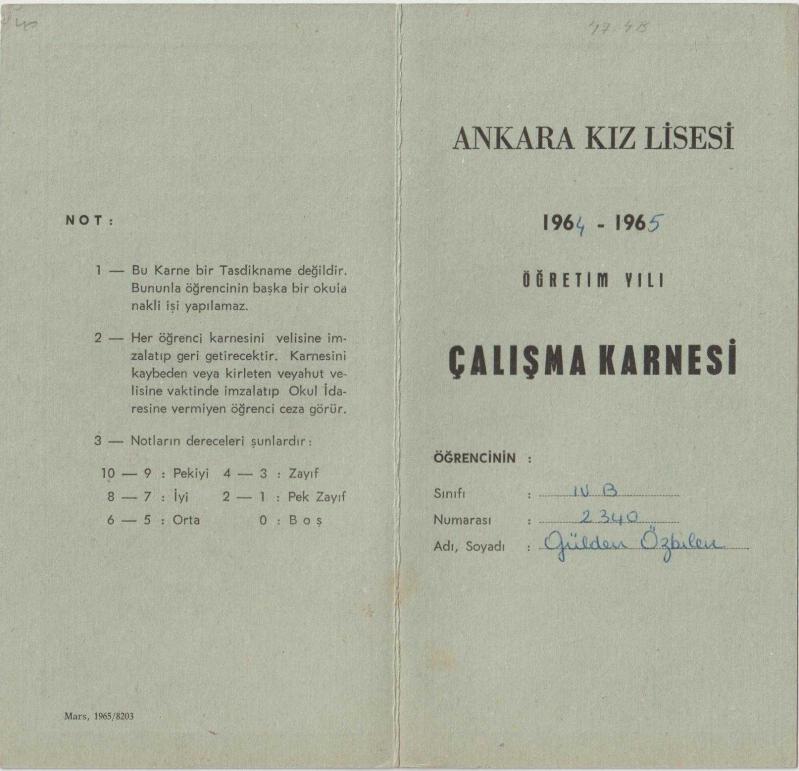 NOT :
1 — Bu Karne bir Tasdikname değildir.
Bununla öğrencinin başka bir okula
nakli işi yapılamaz.
2 — Her öğrenci karnesini velisine im-
zalatıp geri getirecektir. Karnesini
kaybeden veya kirleten veyahut ve-
lisine vaktinde imzalatıp Okul İda-
resine vermiyen öğrenci ceza görür.
3 — Notların dereceleri şunlardır :
10 — 9 : Pekiyi 4 — 3 : Zayıf
8 — 7 : İyi 2 — 1 : Pek Zayıf
6 — 5 : Orta 0 : Boş
Mars, 1965/8203
ANKARA KIZ LİSESİ
1964 - 1965
ÖĞRETİM YILI
ÇALIŞMA KARNESİ
ÖĞRENCİNİN :
Sınıfı : IV B
Numarası : 2340
Adı, Soyadı : Gülden Özbilen